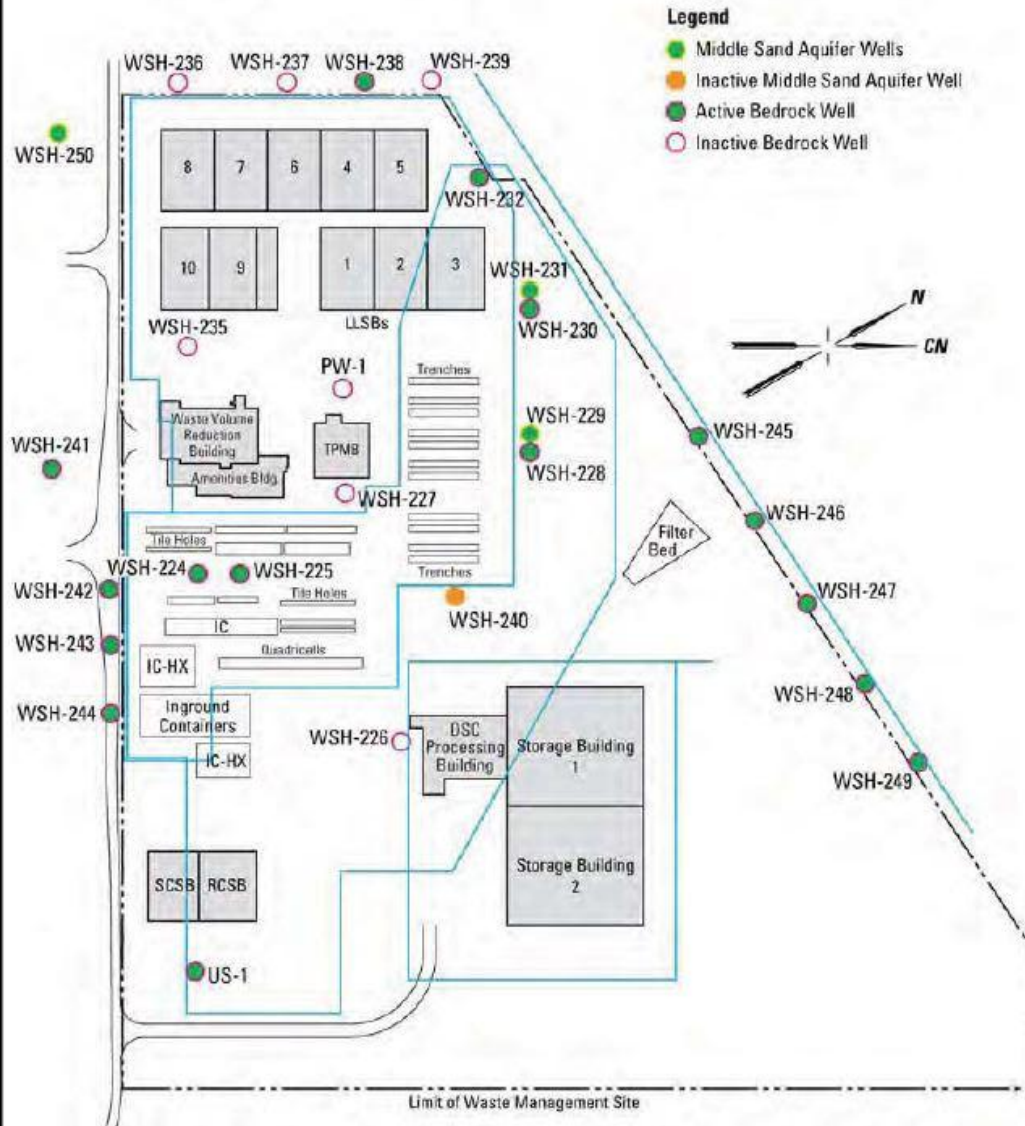 Legend
Middle Sand Aquifer Wells
Inactive Middle Sand Aquifer Well
Active Bedrock Well
Inactive Bedrock Well
WSH-236
WSH-237
WSH-238
WSH-239
WSH-250
8
7
6
4
5
WSH-232
10
9
1
2
3
LLSBs
WSH-231
WSH-230
WSH-235
PW-1
Trenches
N
CN
WSH-229
WSH-228
WSH-245
Waste Volume
Reduction
Building
Amenities Bldg.
TPMB
WSH-241
WSH-227
WSH-246
Filter
Bed
Tile Holes
Trenches
WSH-224
WSH-225
WSH-242
Tile Holes
WSH-240
WSH-247
IC
WSH-243
Quadricells
IC-HX
WSH-248
WSH-244
Inground
Containers
WSH-226
IC-HX
DSC
Processing
Building
Storage Building
1
WSH-249
SCSB
RCSB
Storage Building
2
US-1
Limit of Waste Management Site